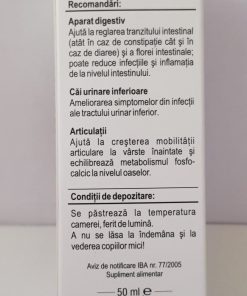 Recomandări:
Aparat digestiv
Ajută la reglarea tranzitului intestinal
(atât în caz de constipație cât și în
caz de diaree) și a florei intestinale;
poate reduce infecțiile și inflamația
de la nivelul intestinului.
Căi urinare inferioare
Ameliorarea simptomelor din infecții
ale tractului urinar inferior.
Articulații
Ajută la creșterea mobilității
articulare la vârste înaintate și
echilibrează metabolismul fosfo-
calcic la nivelul oaselor.
Condiții de depozitare:
Se păstrează la temperatura
camerei, ferit de lumină.
A nu se lăsa la îndemâna și la
vederea copiilor mici!
Aviz de notificare IBA nr. 77/2005
Supliment alimentar
50 ml e